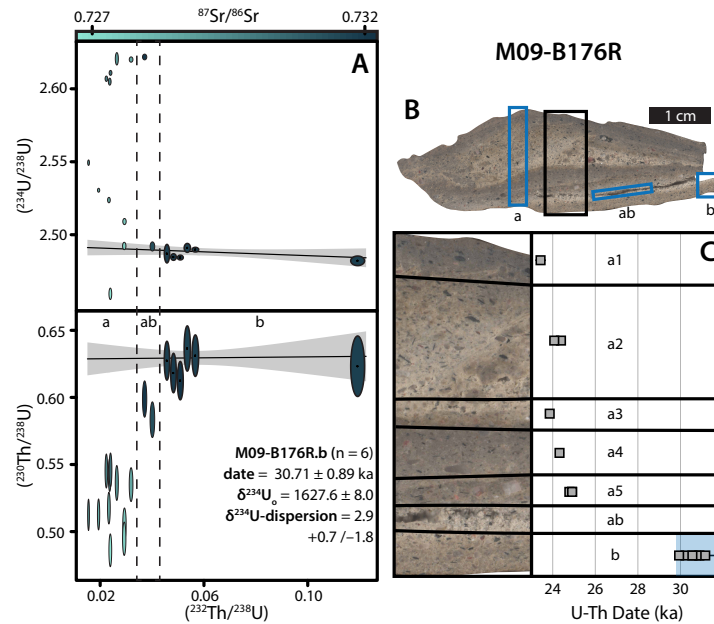 0.727
⁸⁷Sr/⁸⁶Sr
0.732
A
2.60
2.55
2.50
(²³⁴U/²³⁸U)
a
ab
b
0.65
0.60
0.55
0.50
(²³⁰Th/²³⁸U)
M09-B176R.b (n = 6)
date = 30.71 ± 0.89 ka
δ²³⁴Uₒ = 1627.6 ± 8.0
δ²³⁴U-dispersion = 2.9
+0.7 /–1.8
0.02
0.06
0.10
(²³²Th/²³⁸U)
M09-B176R
B
1 cm
a
ab
b
C
a1
a2
a3
a4
a5
ab
b
24
26
28
30
U-Th Date (ka)